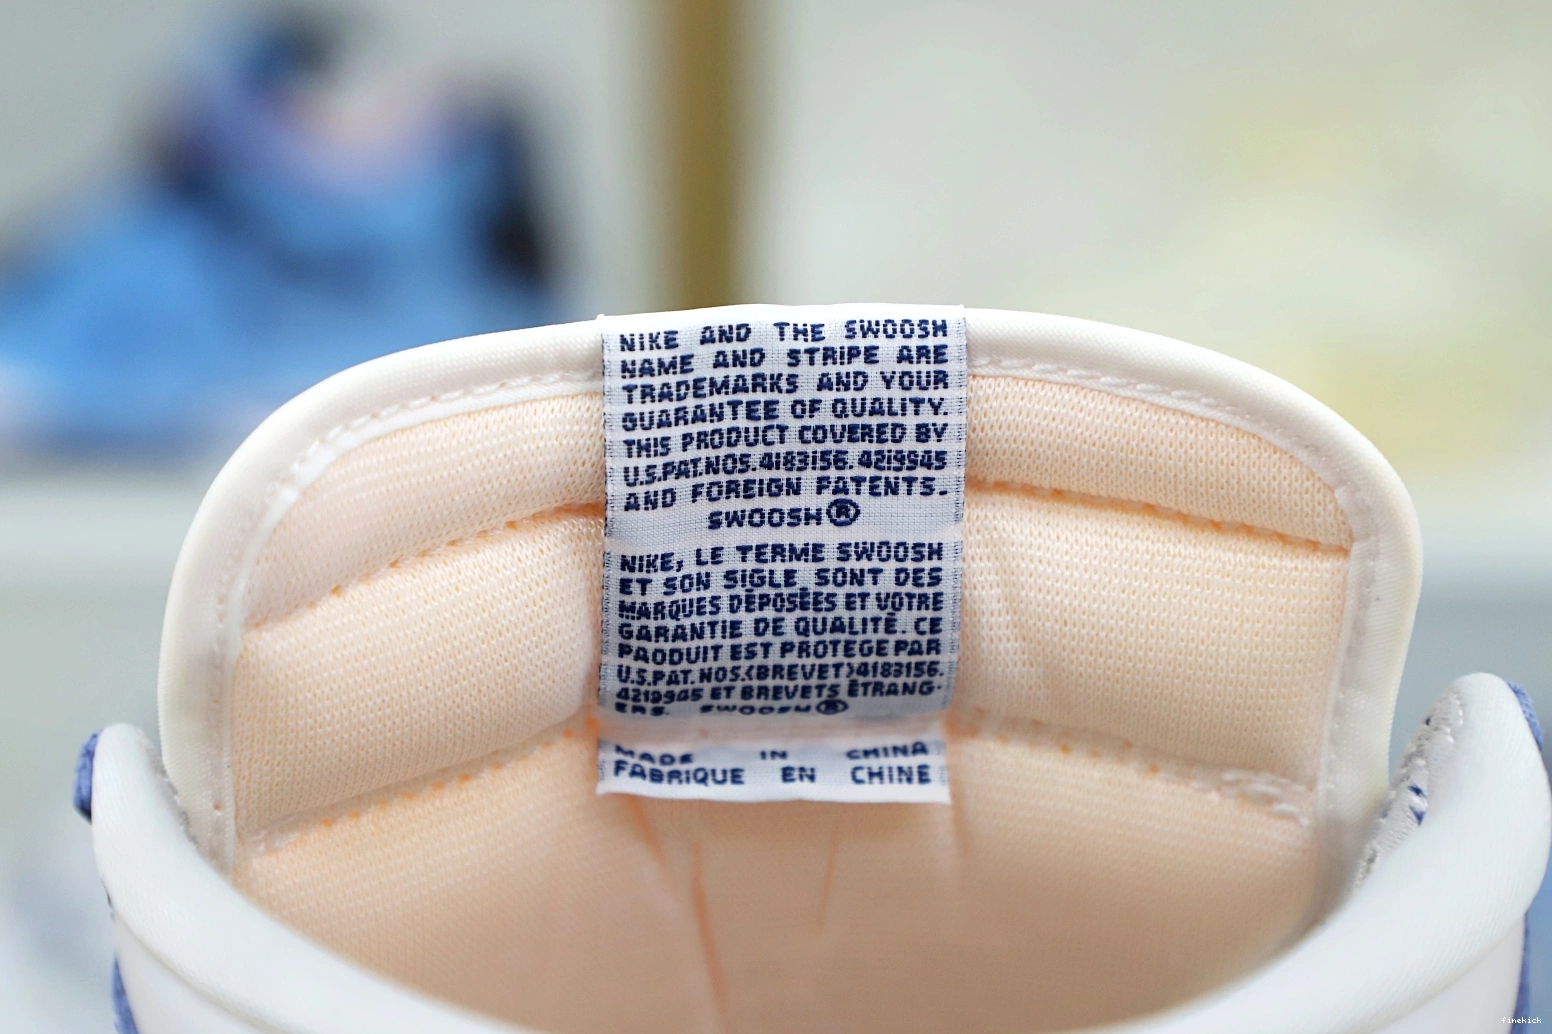 NIKE AND THE SWOOSH
NAME AND STRIPE ARE
TRADEMARKS AND YOUR
GUARANTEE OF QUALITY.
THIS PRODUCT COVERED BY
U.S.PAT.NOS.4183156. 4219945
AND FOREIGN PATENTS.
SWOOSH®
NIKE, LE TERME SWOOSH
ET SON SIGLE SONT DES
MARQUES DÉPOSÉES ET VOTRE
GARANTIE DE QUALITÉ. CE
PAODUIT EST PROTEGE PAR
U.S.PAT.NOS.(BREVET)4183156.
4219945 ET BREVETS ÉTRANG-
ERS. SWOOSH®
MADE IN CHINA
FABRIQUE EN CHINE
finekick